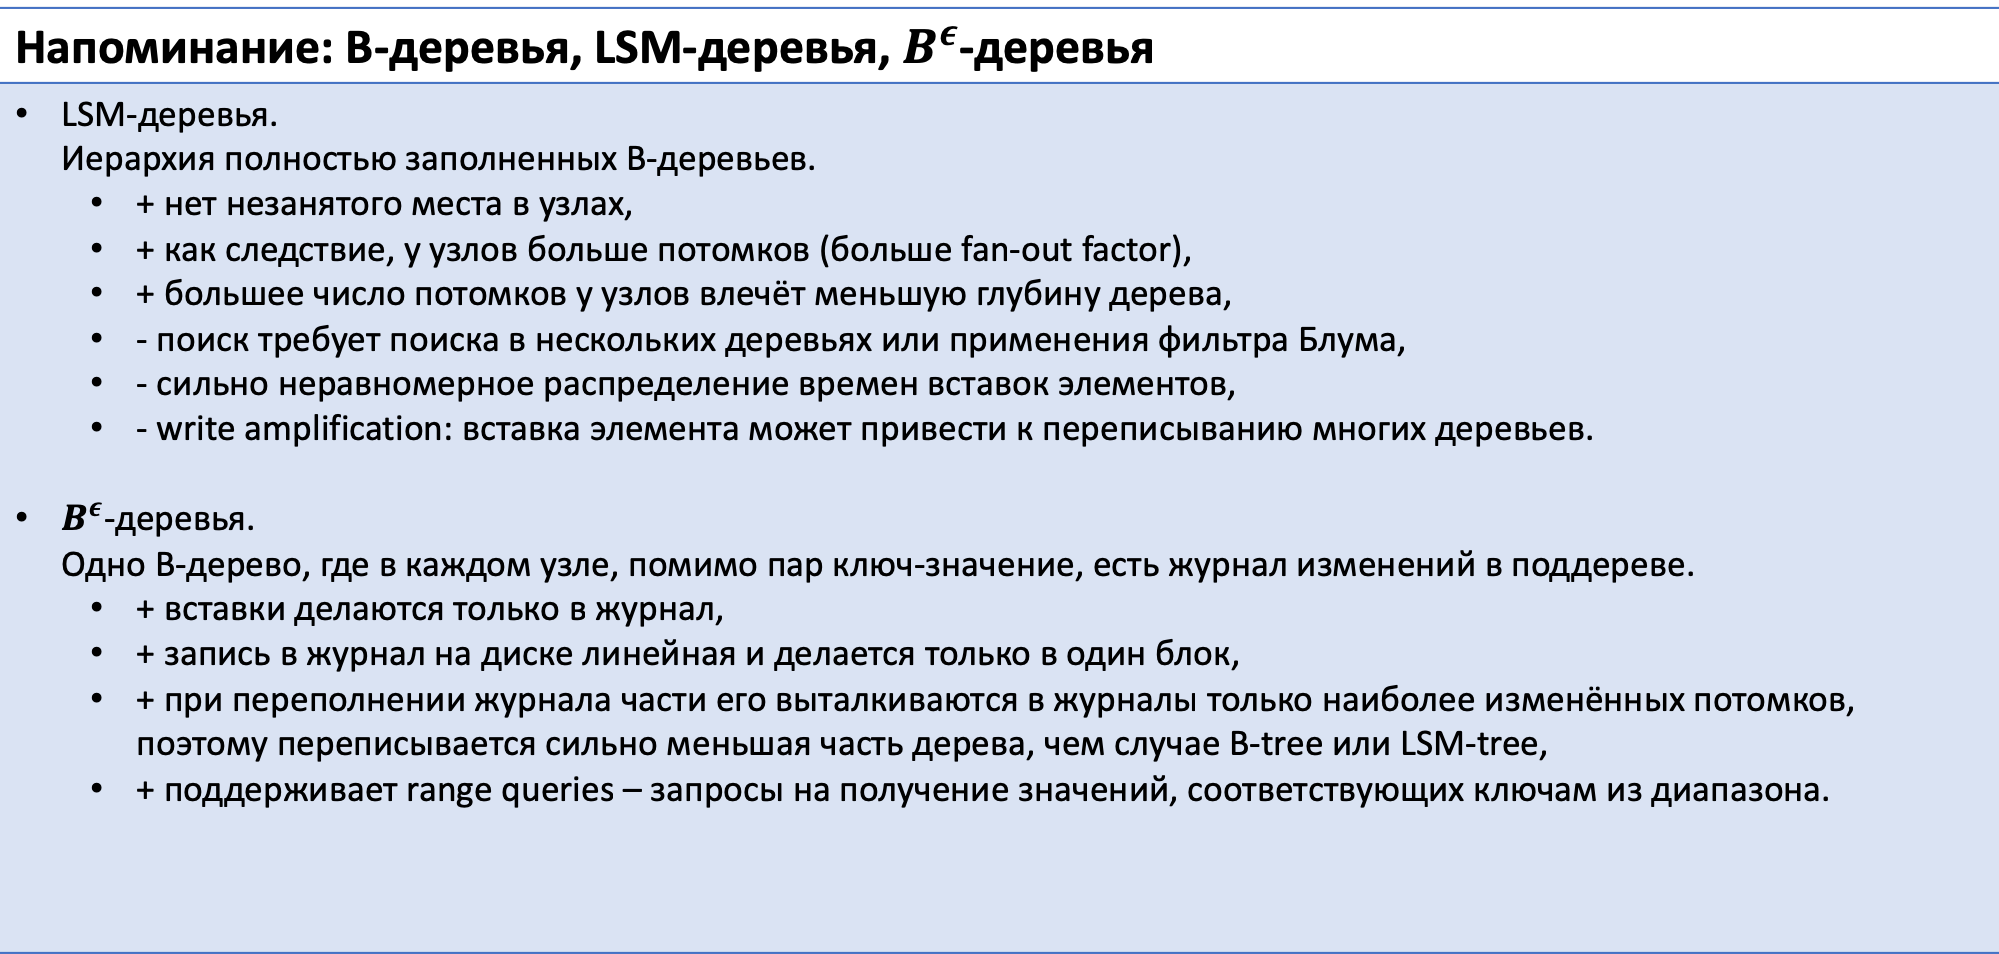 Напоминание: B-деревья, LSM-деревья, B^ϵ-деревья
• LSM-деревья.
Иерархия полностью заполненных B-деревьев.
• + нет незанятого места в узлах,
• + как следствие, у узлов больше потомков (больше fan-out factor),
• + большее число потомков у узлов влечёт меньшую глубину дерева,
• - поиск требует поиска в нескольких деревьях или применения фильтра Блума,
• - сильно неравномерное распределение времен вставок элементов,
• - write amplification: вставка элемента может привести к переписыванию многих деревьев.
• B^ϵ-деревья.
Одно B-дерево, где в каждом узле, помимо пар ключ-значение, есть журнал изменений в поддереве.
• + вставки делаются только в журнал,
• + запись в журнал на диске линейная и делается только в один блок,
• + при переполнении журнала части его выталкиваются в журналы только наиболее изменённых потомков,
поэтому переписывается сильно меньшая часть дерева, чем случае B-tree или LSM-tree,
• + поддерживает range queries – запросы на получение значений, соответствующих ключам из диапазона.